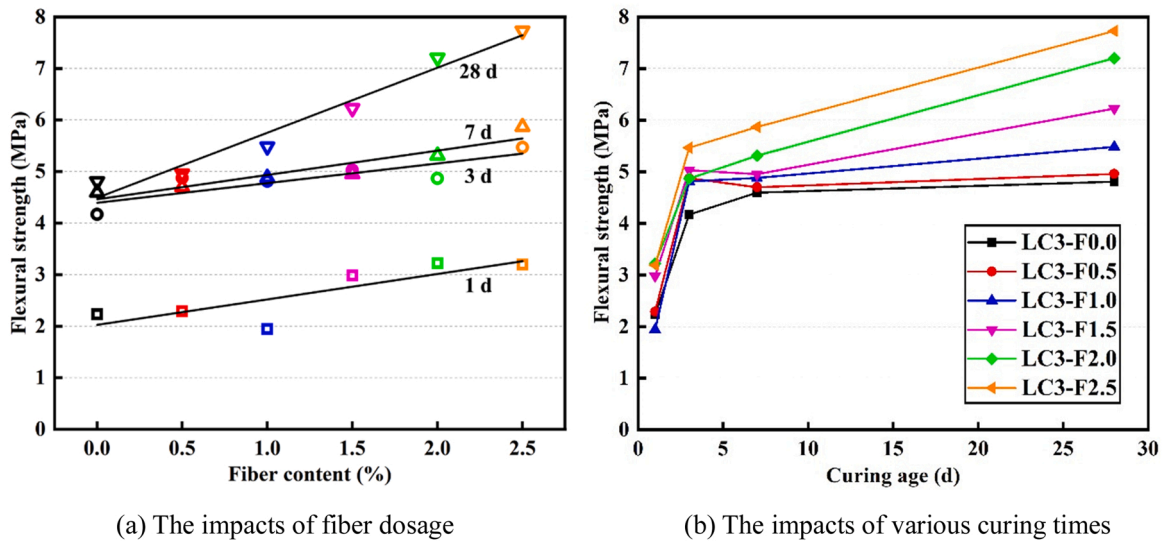 8
7
6
5
4
3
2
1
0
Flexural strength (MPa)
28 d
7 d
3 d
1 d
0.0 0.5 1.0 1.5 2.0 2.5
Fiber content (%)
(a) The impacts of fiber dosage
8
7
6
5
4
3
2
1
0
Flexural strength (MPa)
LC3-F0.0
LC3-F0.5
LC3-F1.0
LC3-F1.5
LC3-F2.0
LC3-F2.5
0 5 10 15 20 25 30
Curing age (d)
(b) The impacts of various curing times